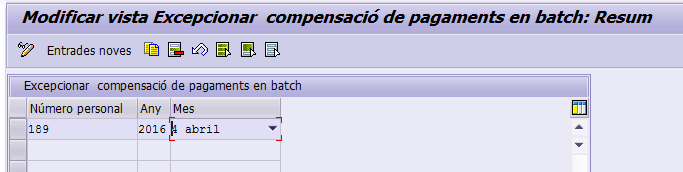 Modificar vista Excepcionar compensació de pagaments en batch: Resum
Entrades noves
Excepcionar compensació de pagaments en batch
Número personal Any Mes
189 2016 4 abril